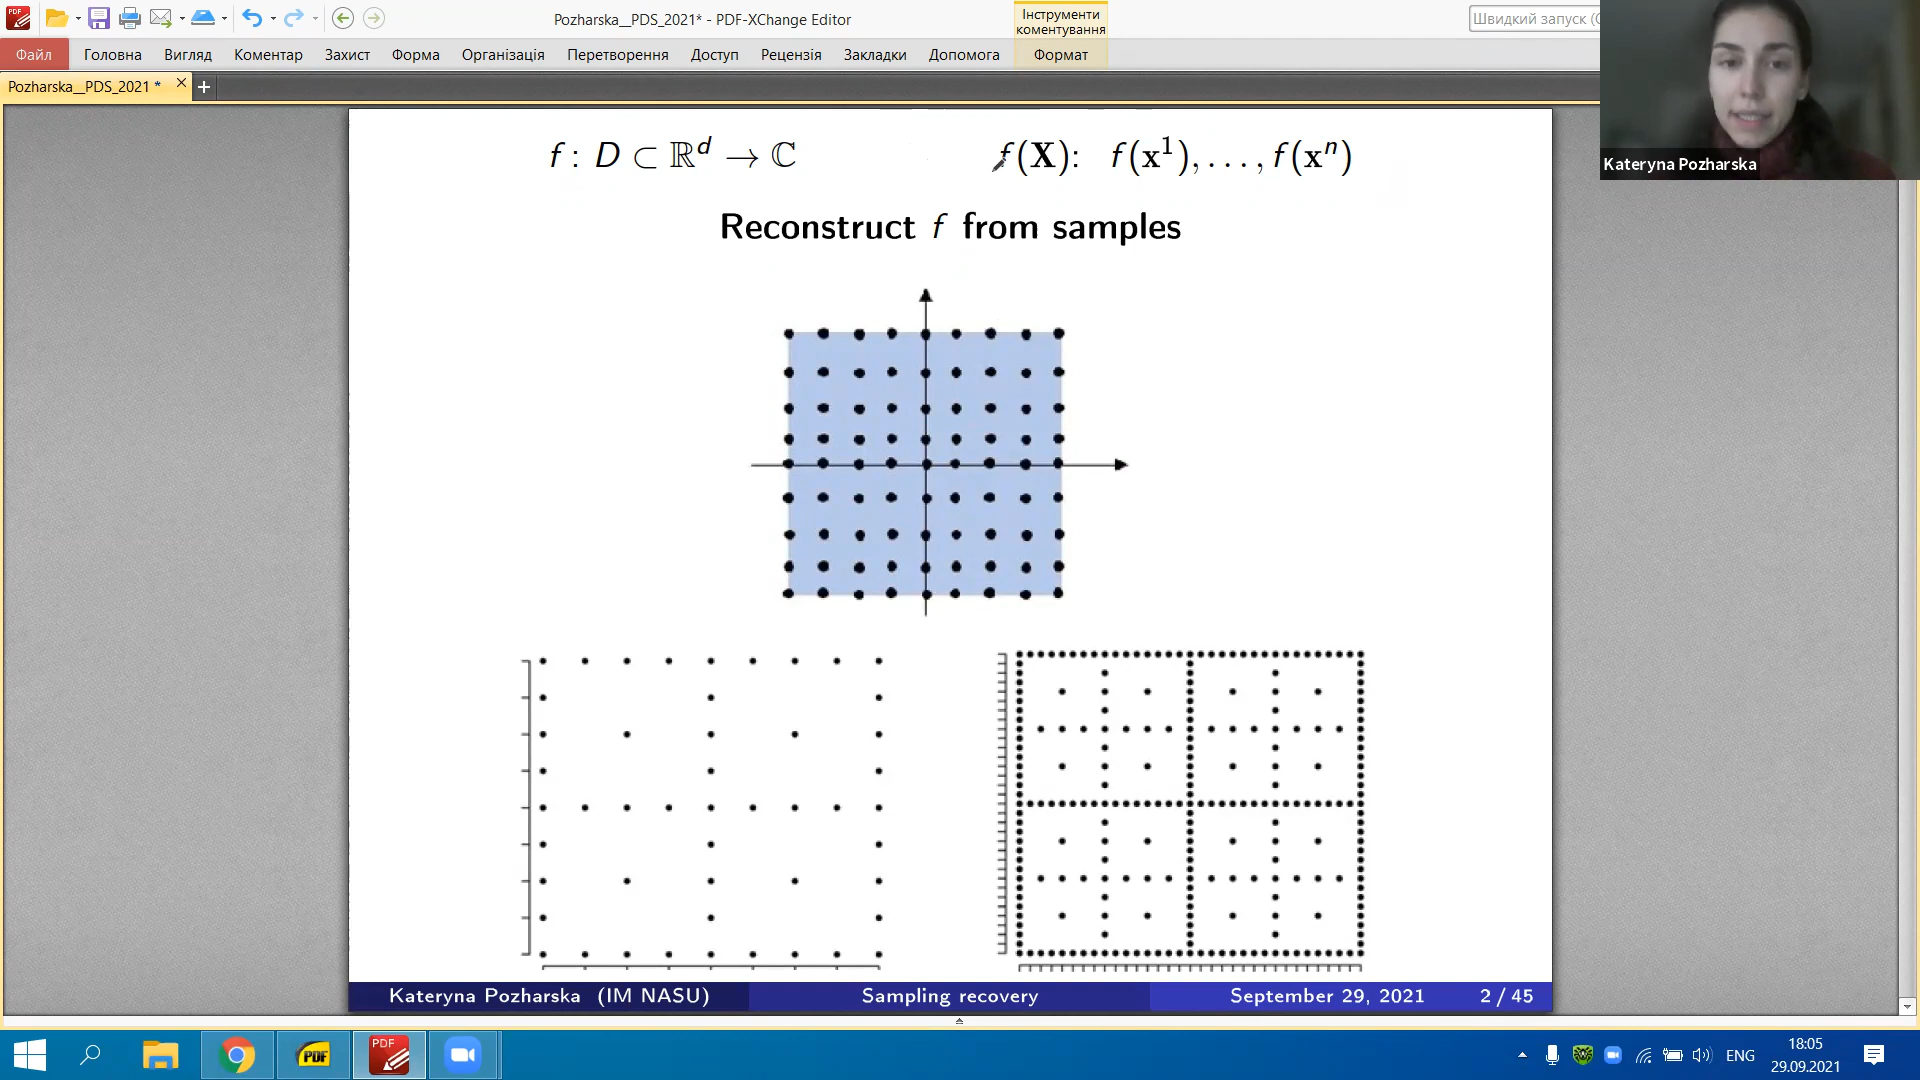 Pozharska__PDS_2021* - PDF-XChange Editor
Інструменти коментування
Файл Головна Вигляд Коментар Захист Форма Організація Перетворення Доступ Рецензія Закладки Допомога Формат
Pozharska__PDS_2021 *
Швидкий запуск
Kateryna Pozharska
f : D ⊂ ℝ^d → ℂ f(X): f(x^1), . . . , f(x^n)
Reconstruct f from samples
Kateryna Pozharska (IM NASU) Sampling recovery September 29, 2021 2 / 45
PDF PDF ENG 18:05
29.09.2021